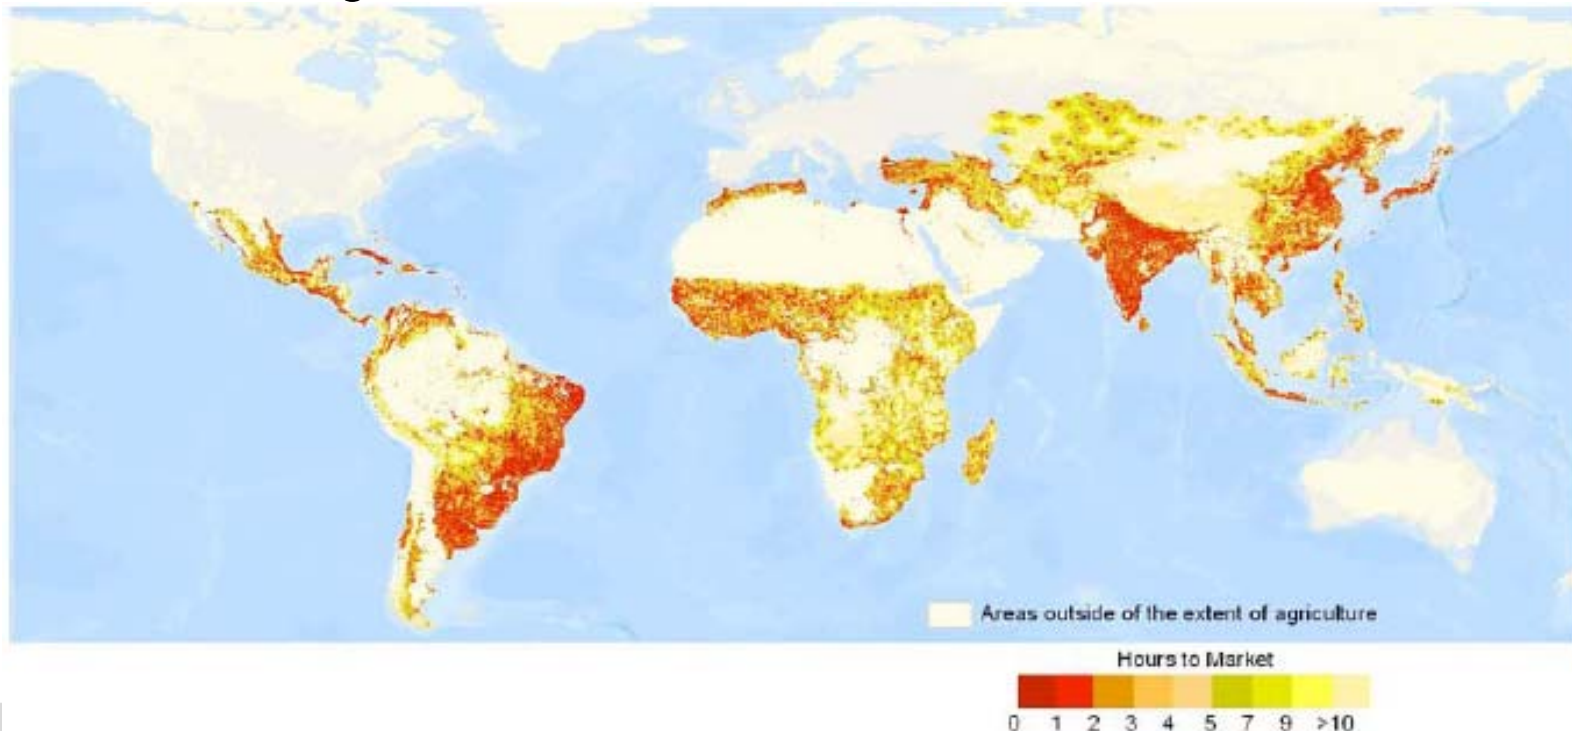 Areas outside of the extent of agriculture
Hours to Market
0 1 2 3 4 5 7 9 >10